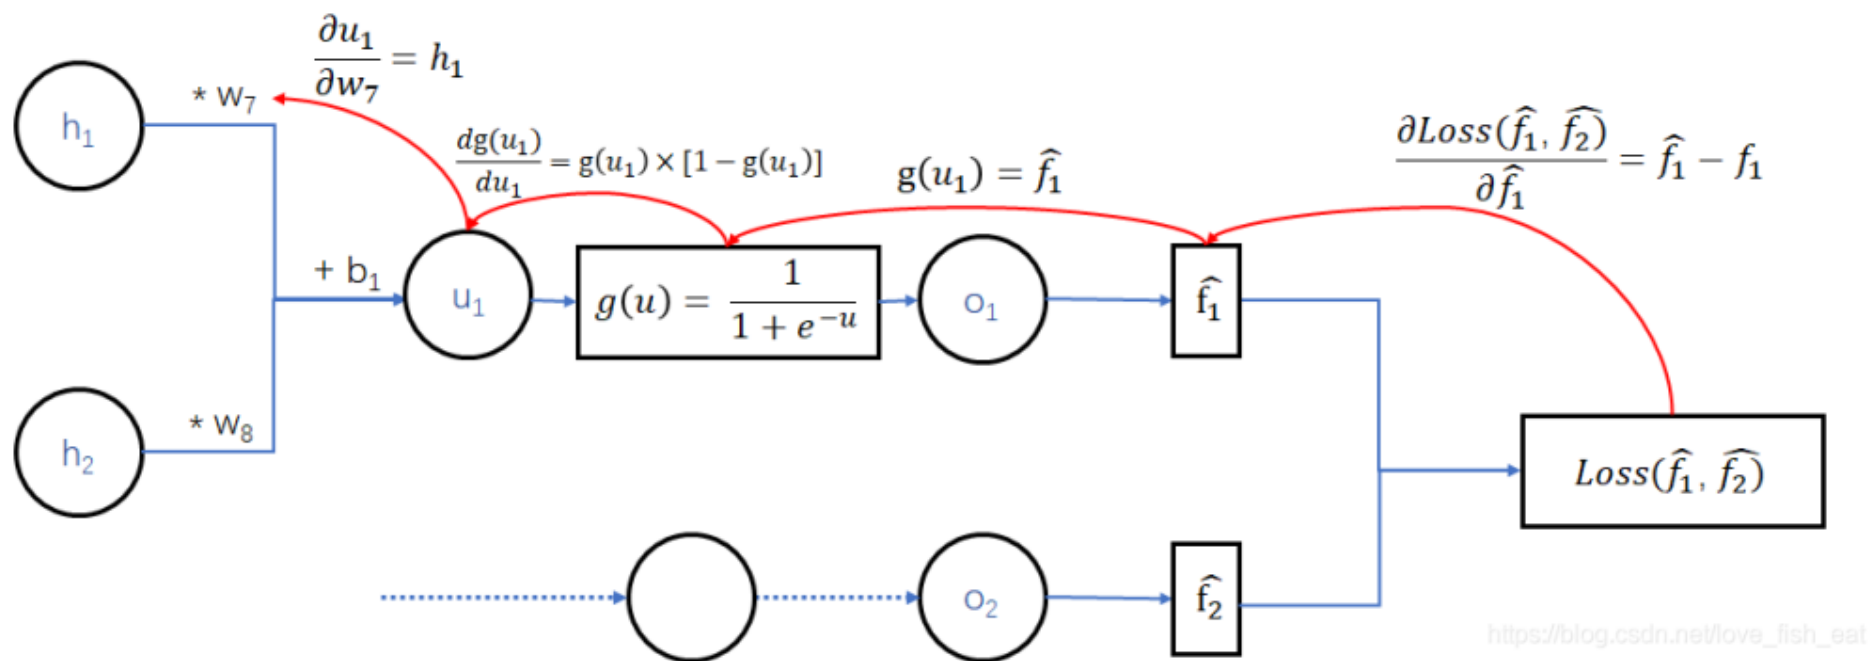 ∂u₁/∂w₇ = h₁
* w₇
h₁
dg(u₁)/du₁ = g(u₁) × [1 − g(u₁)]
g(u₁) = f̂₁
∂Loss(f̂₁, f̂₂)/∂f̂₁ = f̂₁ − f₁
+ b₁
u₁
g(u) = 1/(1 + e⁻ᵘ)
o₁
f̂₁
* w₈
h₂
Loss(f̂₁, f̂₂)
o₂
f̂₂
https://blog.csdn.net/love_fish_eat